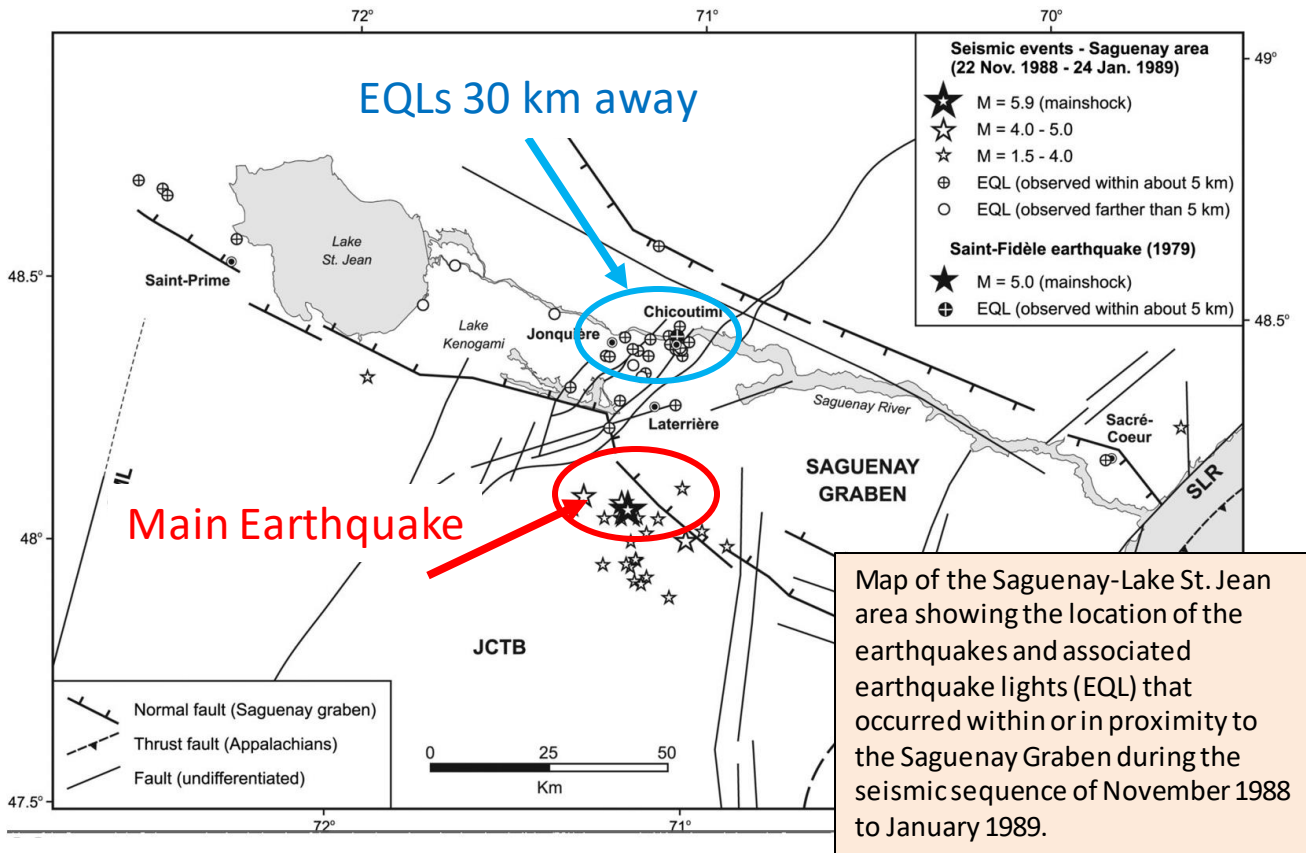 72°
71°
70°
49°
Seismic events - Saguenay area
(22 Nov. 1988 - 24 Jan. 1989)
M = 5.9 (mainshock)
M = 4.0 - 5.0
M = 1.5 - 4.0
EQL (observed within about 5 km)
EQL (observed farther than 5 km)
Saint-Fidèle earthquake (1979)
M = 5.0 (mainshock)
EQL (observed within about 5 km)
EQLs 30 km away
Lake
St. Jean
48.5°
Saint-Prime
Chicoutimi
48.5°
Jonquière
Lake
Kenogami
Saguenay River
Laterrière
Sacré-
Coeur
SAGUENAY
GRABEN
SLR
Main Earthquake
48°
JCTB
Map of the Saguenay-Lake St. Jean
area showing the location of the
earthquakes and associated
earthquake lights (EQL) that
occurred within or in proximity to
the Saguenay Graben during the
seismic sequence of November 1988
to January 1989.
Normal fault (Saguenay graben)
Thrust fault (Appalachians)
Fault (undifferentiated)
0 25 50
Km
47.5°
72°
71°